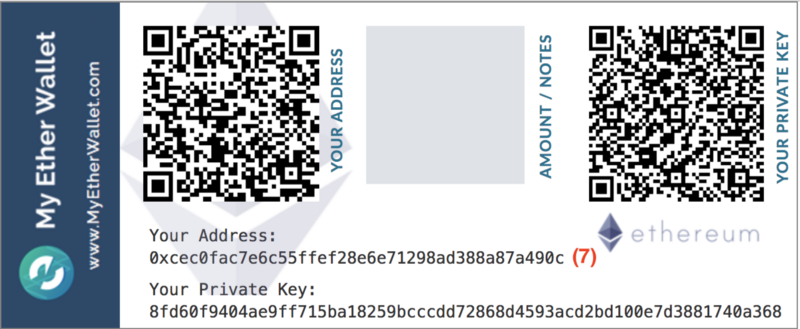 My Ether Wallet
www.MyEtherWallet.com
YOUR ADDRESS
AMOUNT / NOTES
YOUR PRIVATE KEY
ethereum
Your Address:
0xcec0fac7e6c55ffef28e6e71298ad388a87a490c (7)
Your Private Key:
8fd60f9404ae9ff715ba18259bcccdd72868d4593acd2bd100e7d3881740a368